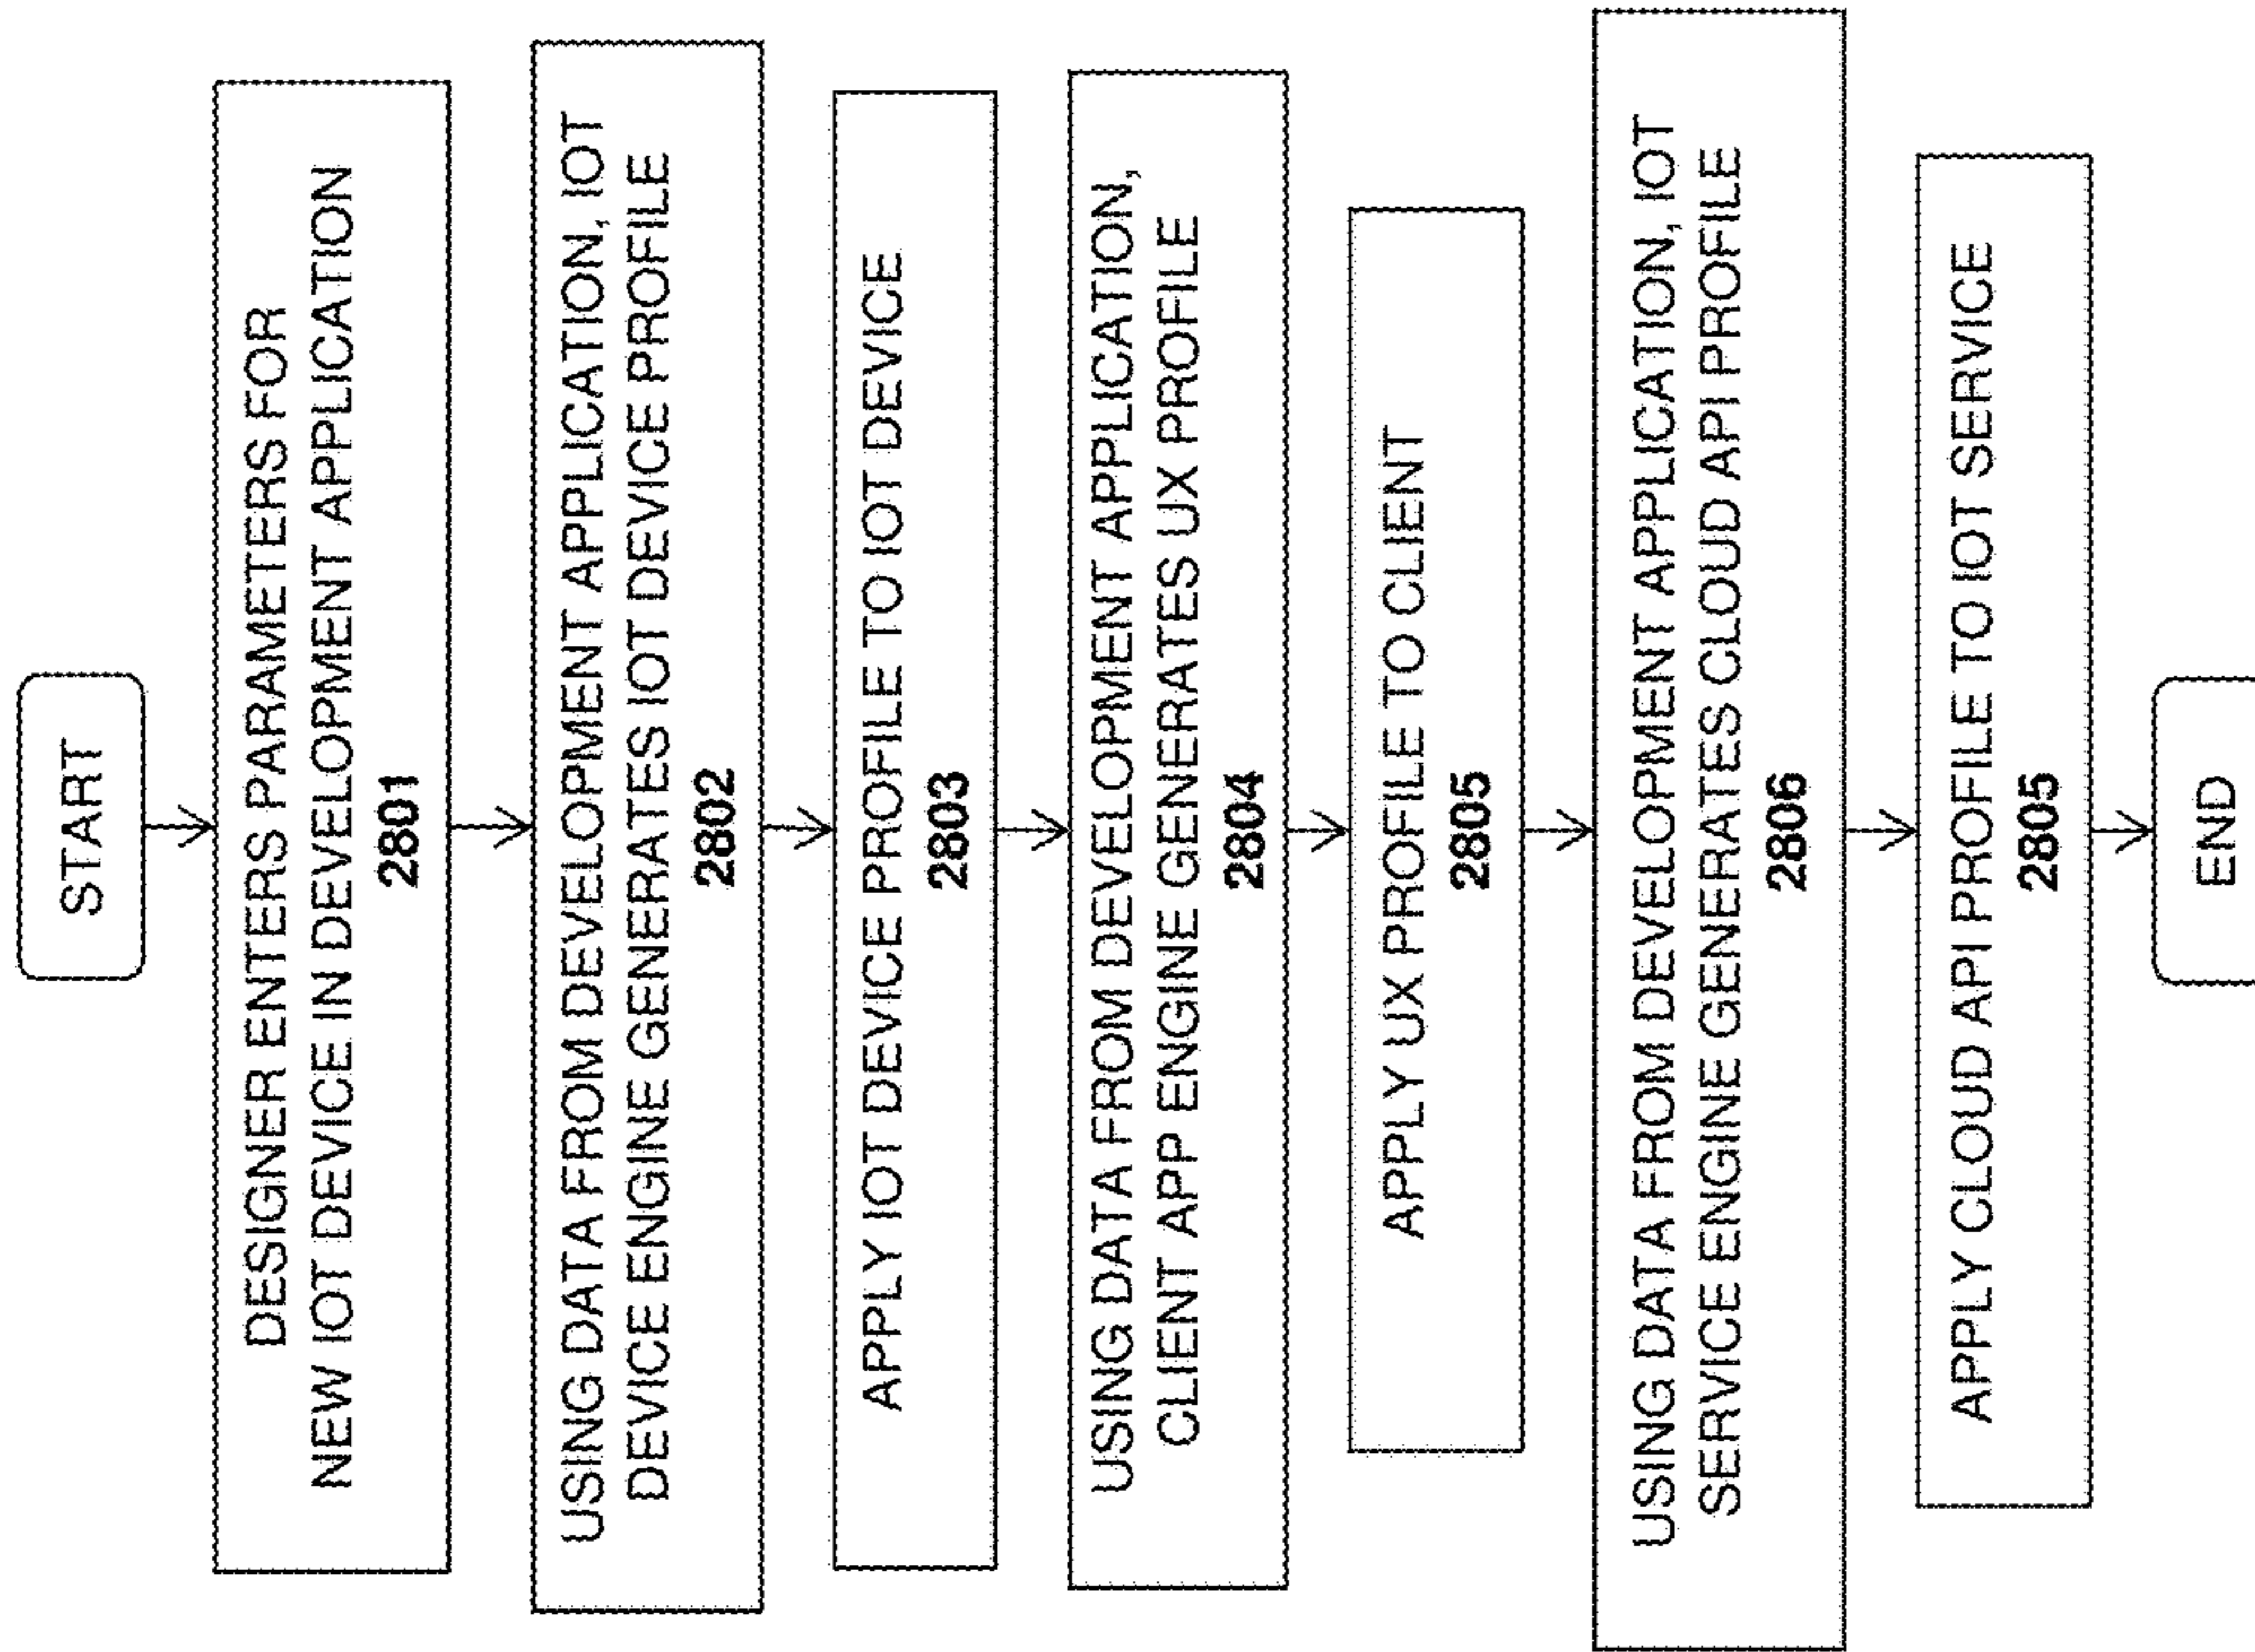 START
DESIGNER ENTERS PARAMETERS FOR
NEW IOT DEVICE IN DEVELOPMENT APPLICATION
2801
USING DATA FROM DEVELOPMENT APPLICATION, IOT
DEVICE ENGINE GENERATES IOT DEVICE PROFILE
2802
APPLY IOT DEVICE PROFILE TO IOT DEVICE
2803
USING DATA FROM DEVELOPMENT APPLICATION,
CLIENT APP ENGINE GENERATES UX PROFILE
2804
APPLY UX PROFILE TO CLIENT
2805
USING DATA FROM DEVELOPMENT APPLICATION, IOT
SERVICE ENGINE GENERATES CLOUD API PROFILE
2806
APPLY CLOUD API PROFILE TO IOT SERVICE
2805
END